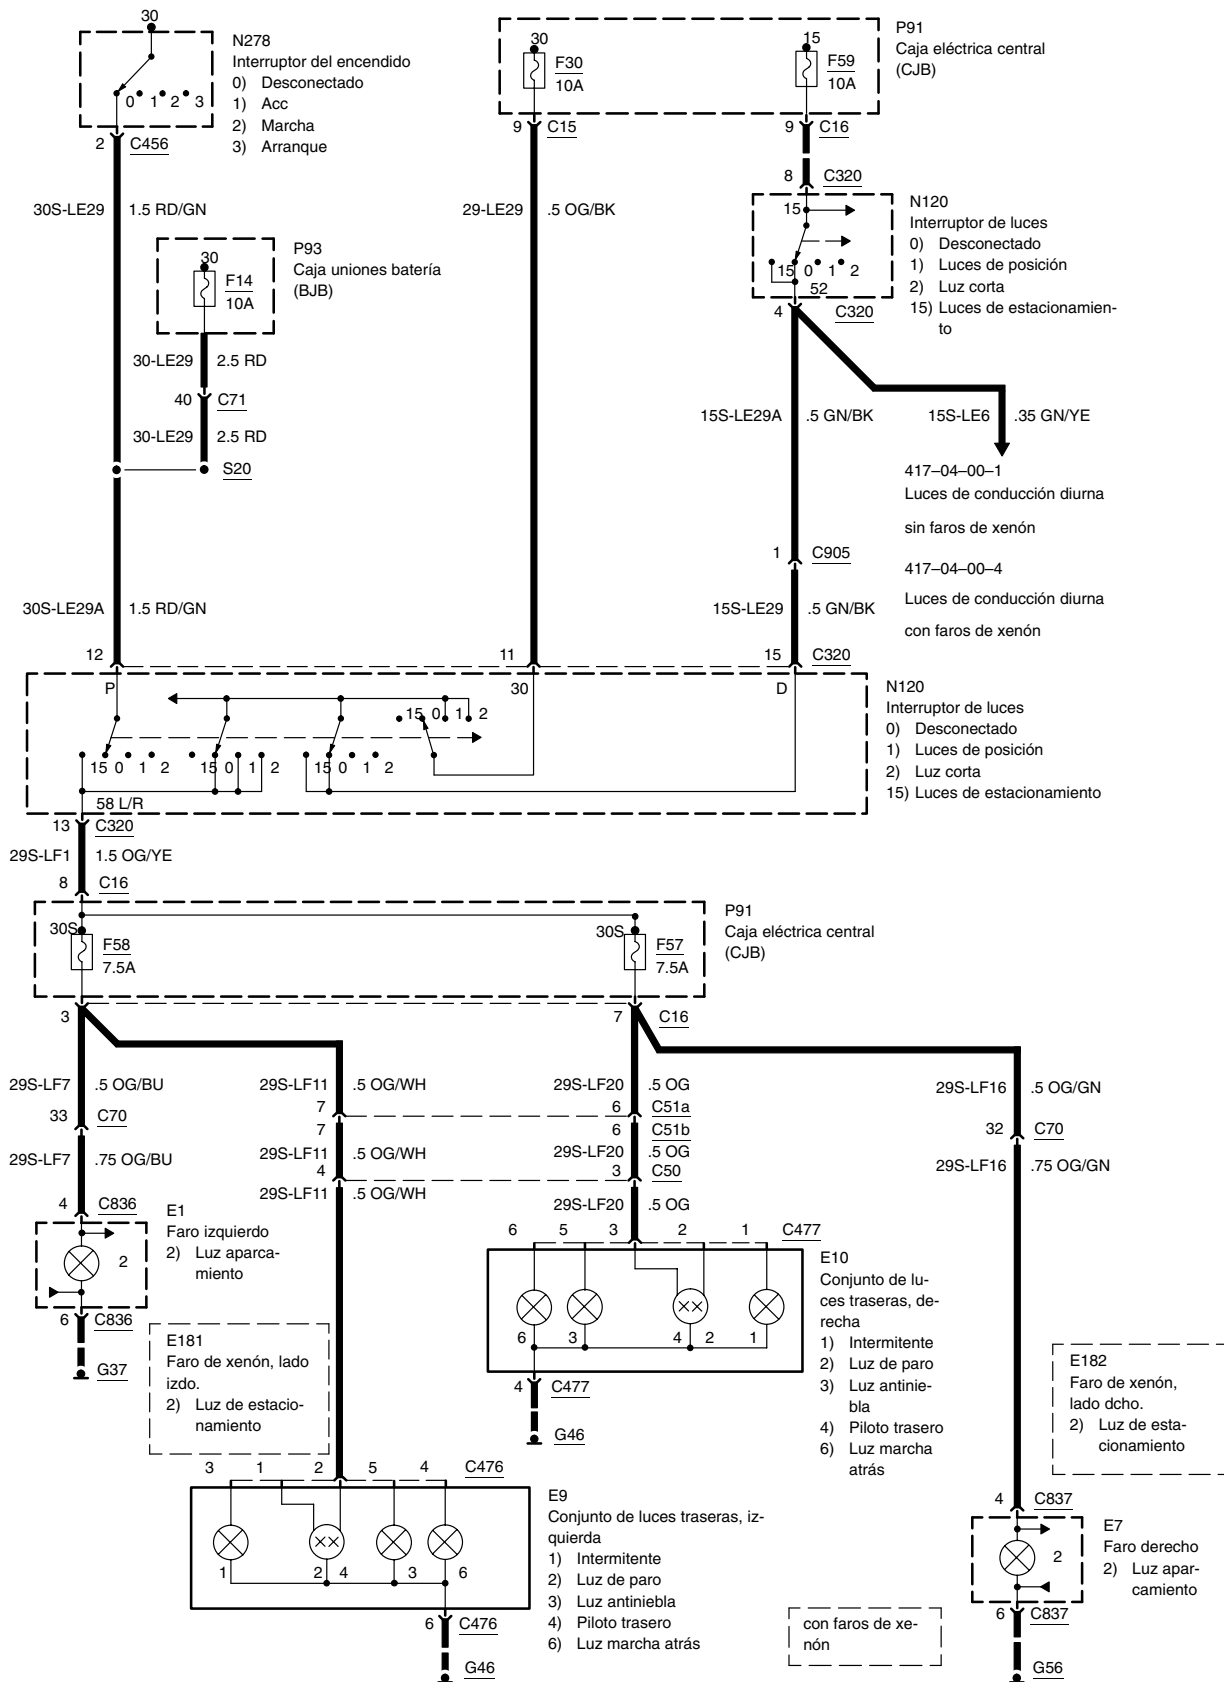 30
N278
Interruptor del encendido
0) Desconectado
1) Acc
2) Marcha
3) Arranque
0 1 2 3
2 C456
30S-LE29 1.5 RD/GN
P93
Caja uniones batería
(BJB)
30
F14
10A
30-LE29 2.5 RD
40 C71
30-LE29 2.5 RD
S20
30S-LE29A 1.5 RD/GN
P91
Caja eléctrica central
(CJB)
30
F30
10A
15
F59
10A
9 C15
9 C16
29-LE29 .5 OG/BK
8 C320
N120
Interruptor de luces
0) Desconectado
1) Luces de posición
2) Luz corta
15) Luces de estacionamien-
to
15
15 0 1 2
52
4 C320
15S-LE29A .5 GN/BK
15S-LE6 .35 GN/YE
417–04–00–1
Luces de conducción diurna
sin faros de xenón
417–04–00–4
Luces de conducción diurna
con faros de xenón
1 C905
15S-LE29 .5 GN/BK
12 11 15 C320
P 30 D
15 0 1 2
15 0 1 2
15 0 1 2
15 0 1 2
58 L/R
N120
Interruptor de luces
0) Desconectado
1) Luces de posición
2) Luz corta
15) Luces de estacionamiento
13 C320
29S-LF1 1.5 OG/YE
8 C16
P91
Caja eléctrica central
(CJB)
30S
F58
7.5A
30S
F57
7.5A
3 7 C16
29S-LF7 .5 OG/BU
33 C70
29S-LF7 .75 OG/BU
4 C836
E1
Faro izquierdo
2) Luz aparca-
miento
2
6 C836
G37
29S-LF11 .5 OG/WH
7
7
29S-LF11 .5 OG/WH
4
29S-LF11 .5 OG/WH
29S-LF20 .5 OG
6 C51a
6 C51b
29S-LF20 .5 OG
3 C50
29S-LF20 .5 OG
29S-LF16 .5 OG/GN
32 C70
29S-LF16 .75 OG/GN
6 5 3 2 1 C477
6 3 4 2 1
E10
Conjunto de lu-
ces traseras, de-
recha
1) Intermitente
2) Luz de paro
3) Luz antinie-
bla
4) Piloto trasero
6) Luz marcha
atrás
4 C477
G46
E181
Faro de xenón, lado
izdo.
2) Luz de estacio-
namiento
E182
Faro de xenón,
lado dcho.
2) Luz de esta-
cionamiento
3 1 2 5 4 C476
1 2 4 3 6
E9
Conjunto de luces traseras, iz-
quierda
1) Intermitente
2) Luz de paro
3) Luz antiniebla
4) Piloto trasero
6) Luz marcha atrás
6 C476
G46
con faros de xe-
nón
4 C837
E7
Faro derecho
2) Luz apar-
camiento
2
6 C837
G56